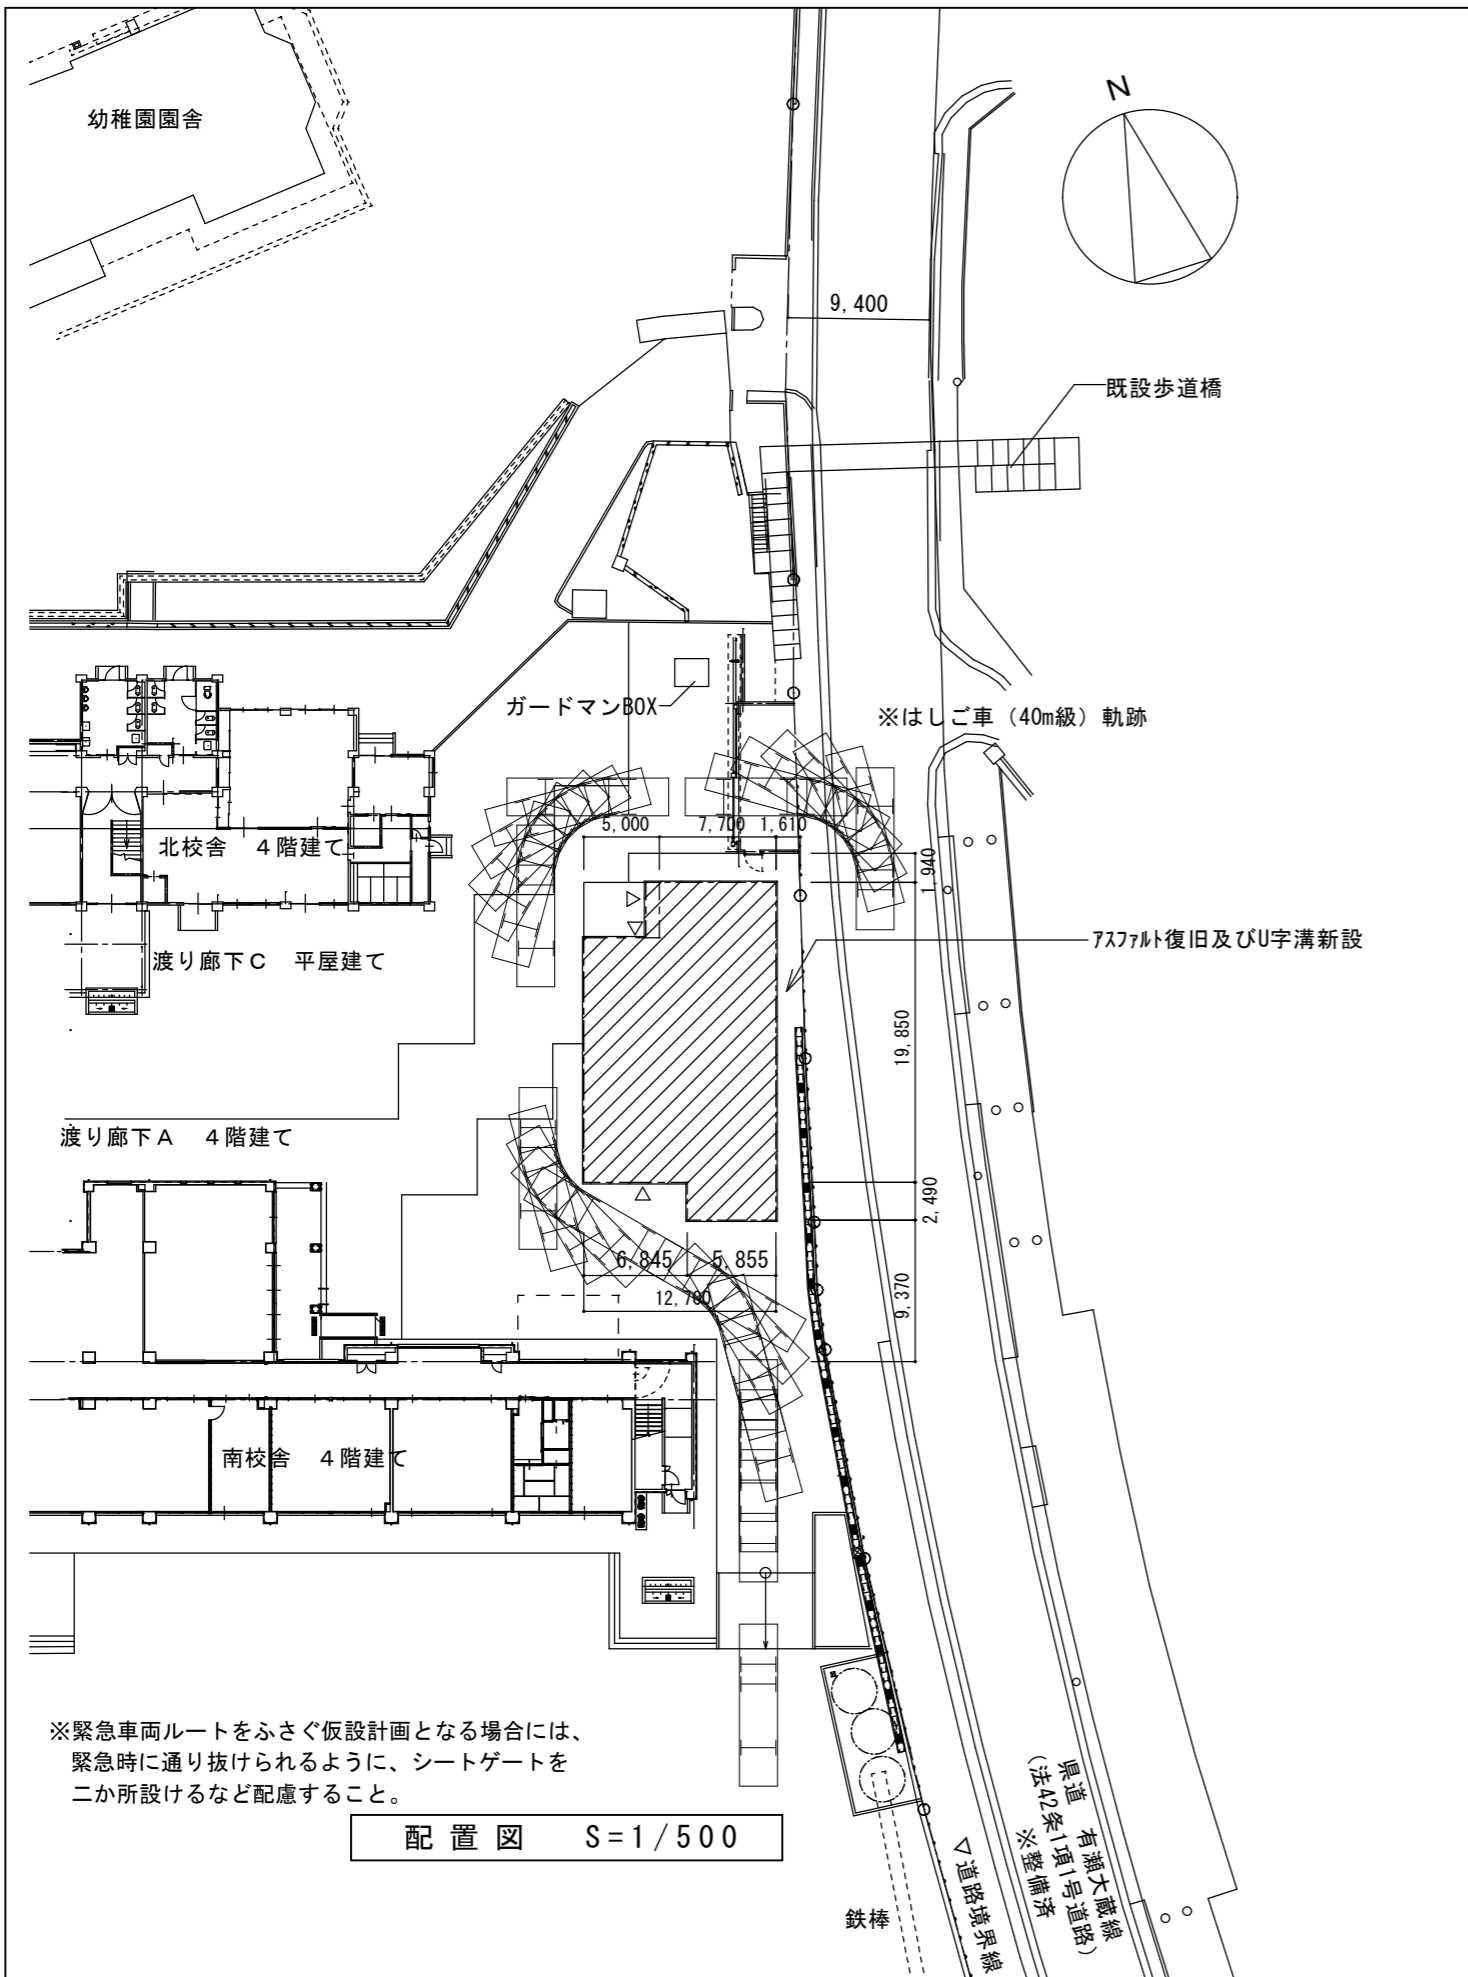 幼稚園園舎
N
9,400
既設歩道橋
ガードマンBOX
※はしご車（40m級）軌跡
5,000
7,700
1,610
北校舎　4階建て
1,940
ｱｽﾌｧﾙﾄ復旧及びU字溝新設
渡り廊下C　平屋建て
19,850
渡り廊下A　4階建て
2,490
6,845
5,855
12,700
9,370
南校舎　4階建て
※緊急車両ルートをふさぐ仮設計画となる場合には、
緊急時に通り抜けられるように、シートゲートを
二か所設けるなど配慮すること。
配置図　S=1/500
鉄棒
▽道路境界線
県道　有瀬大蔵線
（法42条1項1号道路）
※整備済